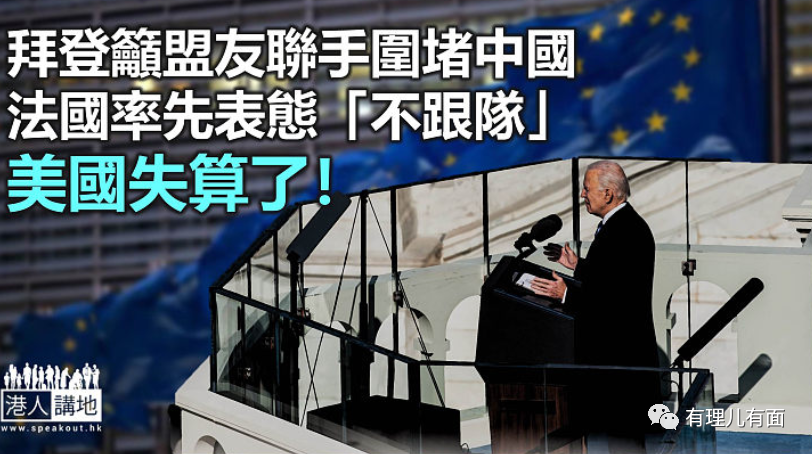 拜登籲盟友聯手圍堵中國
法國率先表態「不跟隊」
美國失算了!
港人講地
www.speakout.hk
有理儿有面